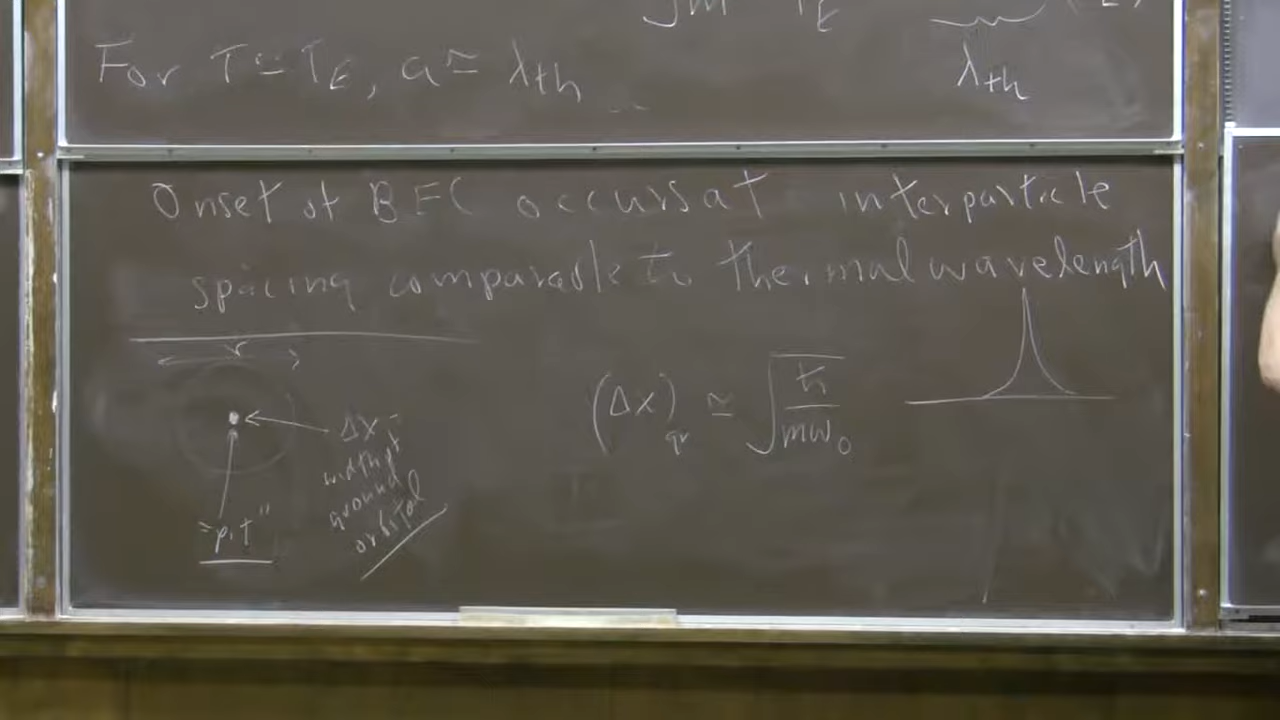 For T ≃ T_E, a ≃ λ_th
λ_th
Onset of BEC occurs at interparticle
spacing comparable to thermal wavelength
r
(Δx)_gr ≃ √(ħ/mω₀)
Δx =
width of
ground
orbital
"pit"